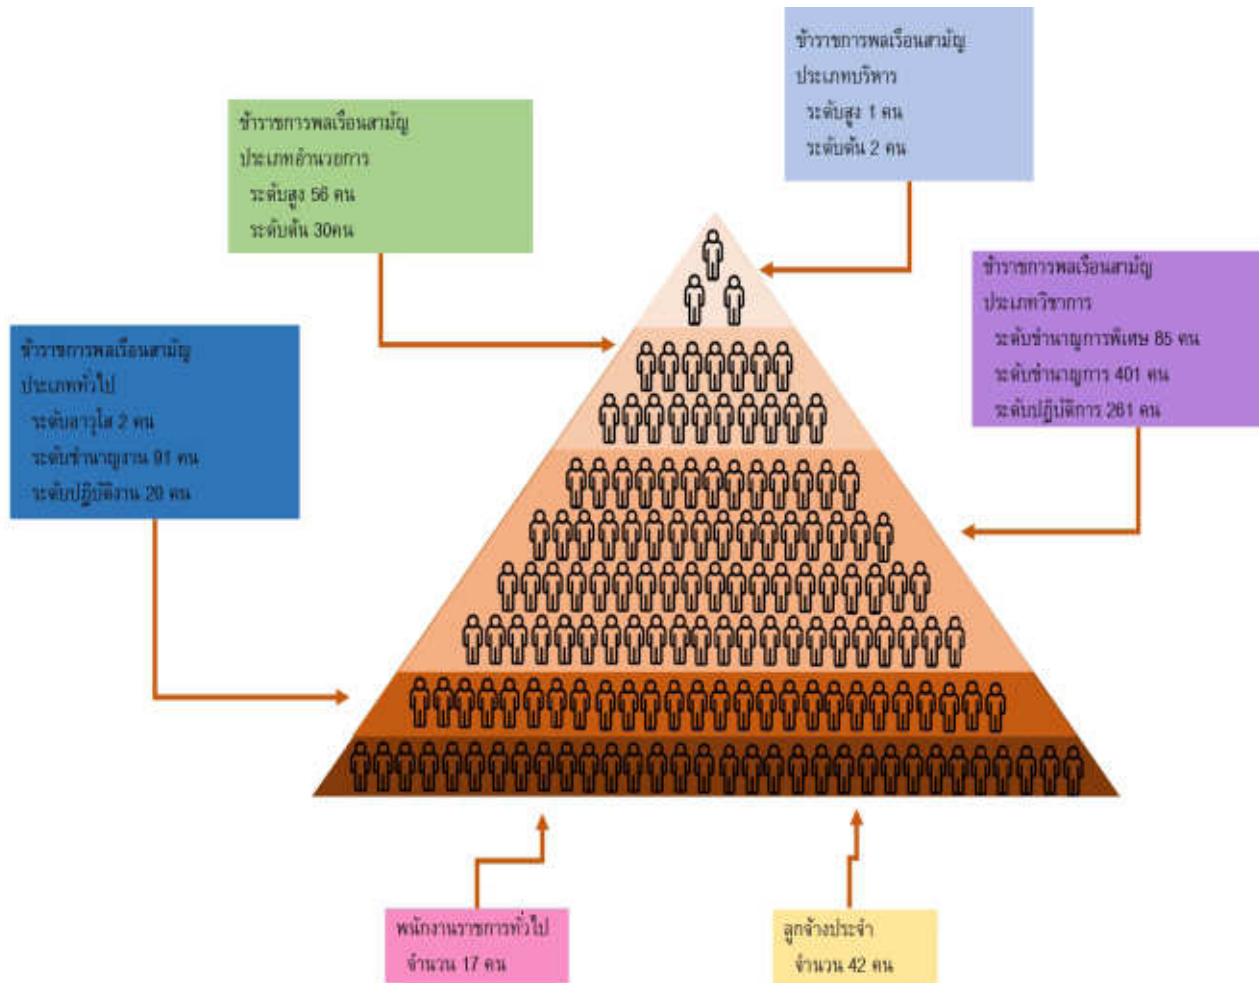 ข้าราชการพลเรือนสามัญ
ประเภทบริหาร
ระดับสูง 1 คน
ระดับต้น 2 คน
ข้าราชการพลเรือนสามัญ
ประเภทอำนวยการ
ระดับสูง 56 คน
ระดับต้น 30คน
ข้าราชการพลเรือนสามัญ
ประเภทวิชาการ
ระดับชำนาญการพิเศษ 85 คน
ระดับชำนาญการ 401 คน
ระดับปฏิบัติการ 261 คน
ข้าราชการพลเรือนสามัญ
ประเภททั่วไป
ระดับอาวุโส 2 คน
ระดับชำนาญงาน 91 คน
ระดับปฏิบัติงาน 20 คน
พนักงานราชการทั่วไป
จำนวน 17 คน
ลูกจ้างประจำ
จำนวน 42 คน